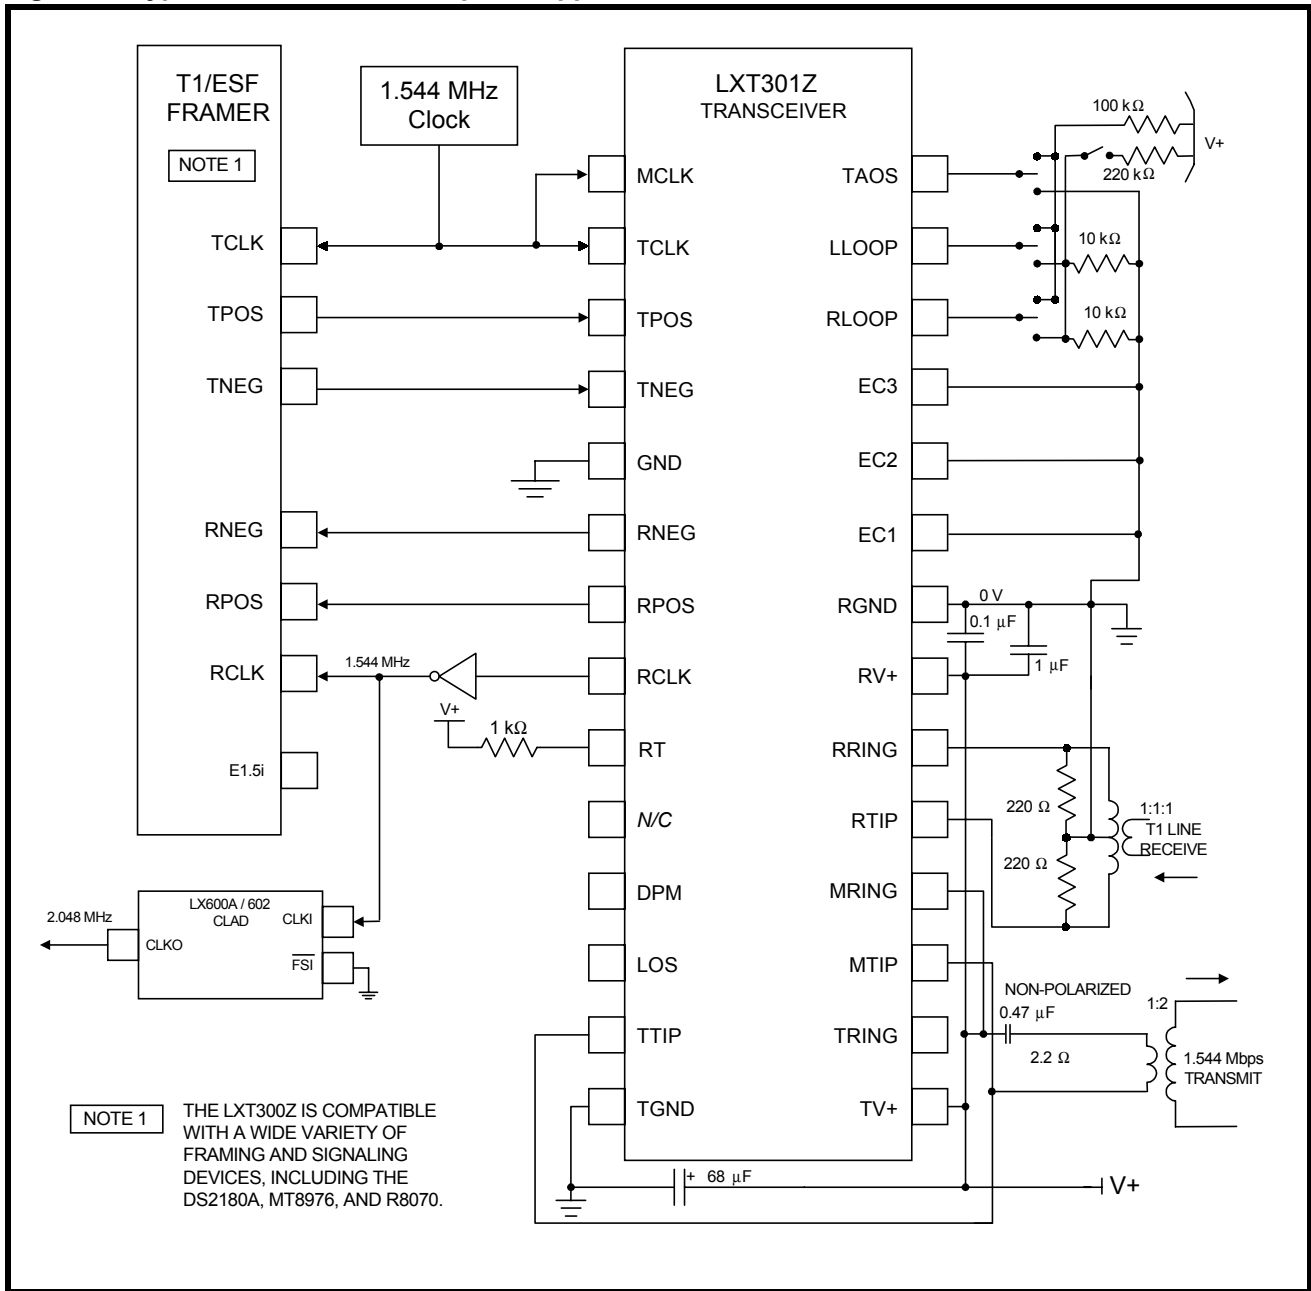 T1/ESF
FRAMER
NOTE 1
TCLK
TPOS
TNEG
RNEG
RPOS
RCLK
E1.5i
1.544 MHz
Clock
LXT301Z
TRANSCEIVER
MCLK
TCLK
TPOS
TNEG
GND
RNEG
RPOS
RCLK
RT
N/C
DPM
LOS
TTIP
TGND
TAOS
LLOOP
RLOOP
EC3
EC2
EC1
RGND
RV+
RRING
RTIP
MRING
MTIP
TRING
TV+
100 kΩ
V+
220 kΩ
10 kΩ
10 kΩ
0 V
0.1 µF
1 µF
1.544 MHz
V+
1 kΩ
220 Ω
220 Ω
1:1:1
T1 LINE
RECEIVE
NON-POLARIZED
0.47 µF
2.2 Ω
1:2
1.544 Mbps
TRANSMIT
LX600A / 602
CLAD
CLKI
FSI
CLKO
2.048 MHz
+ 68 µF
V+
NOTE 1
THE LXT300Z IS COMPATIBLE
WITH A WIDE VARIETY OF
FRAMING AND SIGNALING
DEVICES, INCLUDING THE
DS2180A, MT8976, AND R8070.